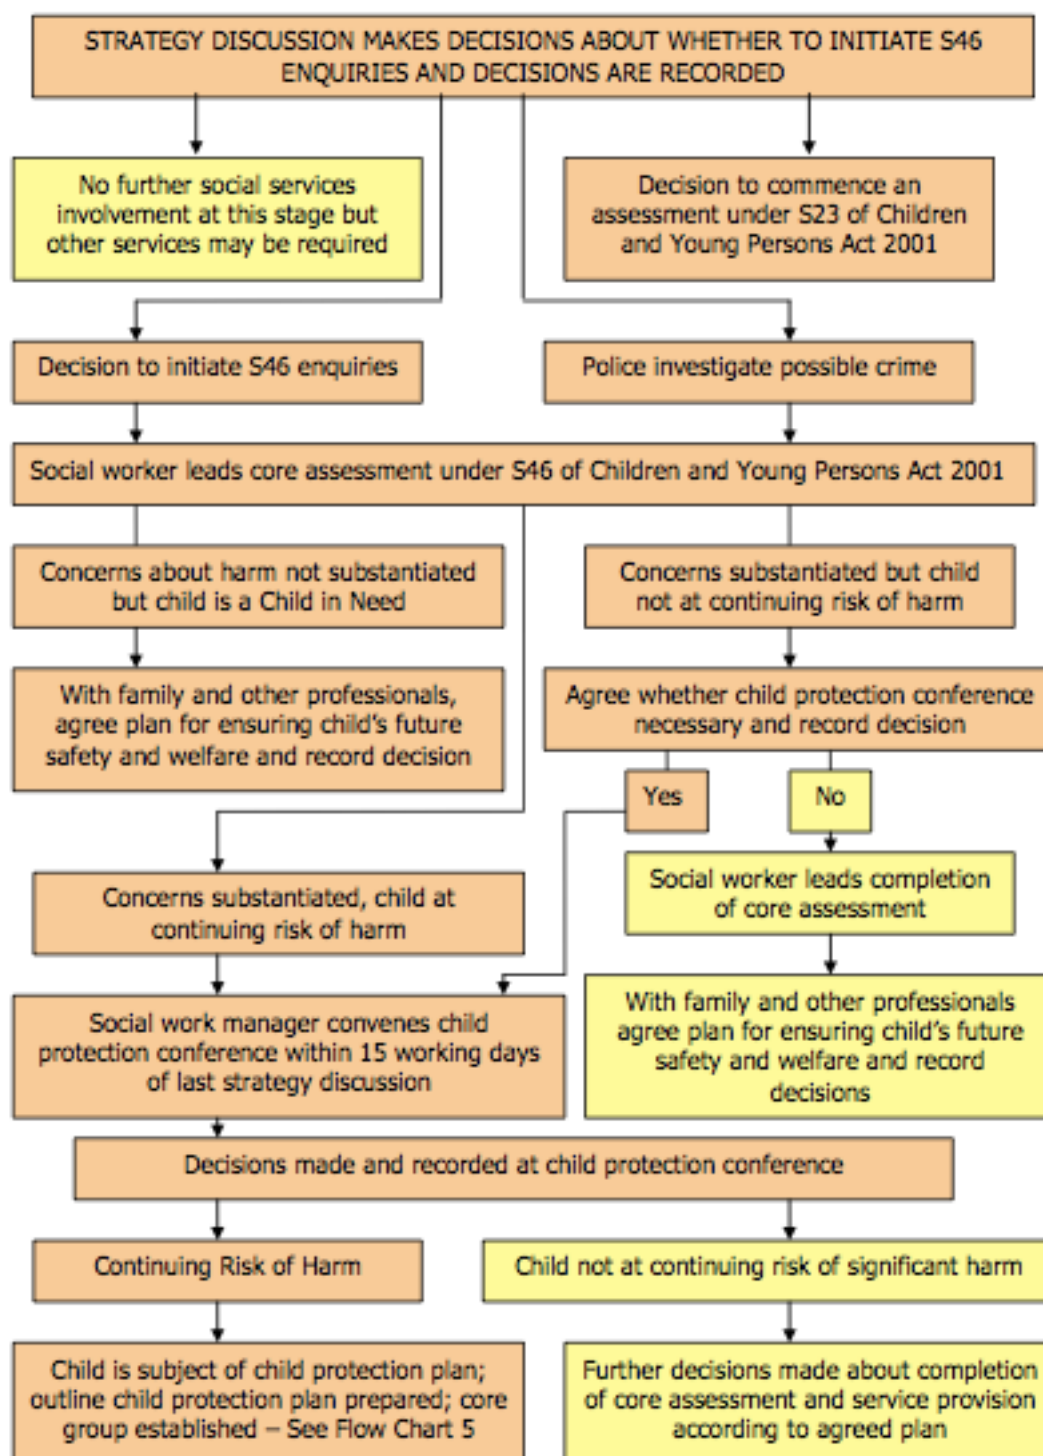 STRATEGY DISCUSSION MAKES DECISIONS ABOUT WHETHER TO INITIATE S46
ENQUIRIES AND DECISIONS ARE RECORDED
No further social services
involvement at this stage but
other services may be required
Decision to commence an
assessment under S23 of Children
and Young Persons Act 2001
Decision to initiate S46 enquiries
Police investigate possible crime
Social worker leads core assessment under S46 of Children and Young Persons Act 2001
Concerns about harm not substantiated
but child is a Child in Need
Concerns substantiated but child
not at continuing risk of harm
With family and other professionals,
agree plan for ensuring child's future
safety and welfare and record decision
Agree whether child protection conference
necessary and record decision
Yes
No
Concerns substantiated, child at
continuing risk of harm
Social worker leads completion
of core assessment
Social work manager convenes child
protection conference within 15 working days
of last strategy discussion
With family and other professionals
agree plan for ensuring child's future
safety and welfare and record
decisions
Decisions made and recorded at child protection conference
Continuing Risk of Harm
Child not at continuing risk of significant harm
Child is subject of child protection plan;
outline child protection plan prepared; core
group established – See Flow Chart 5
Further decisions made about completion
of core assessment and service provision
according to agreed plan